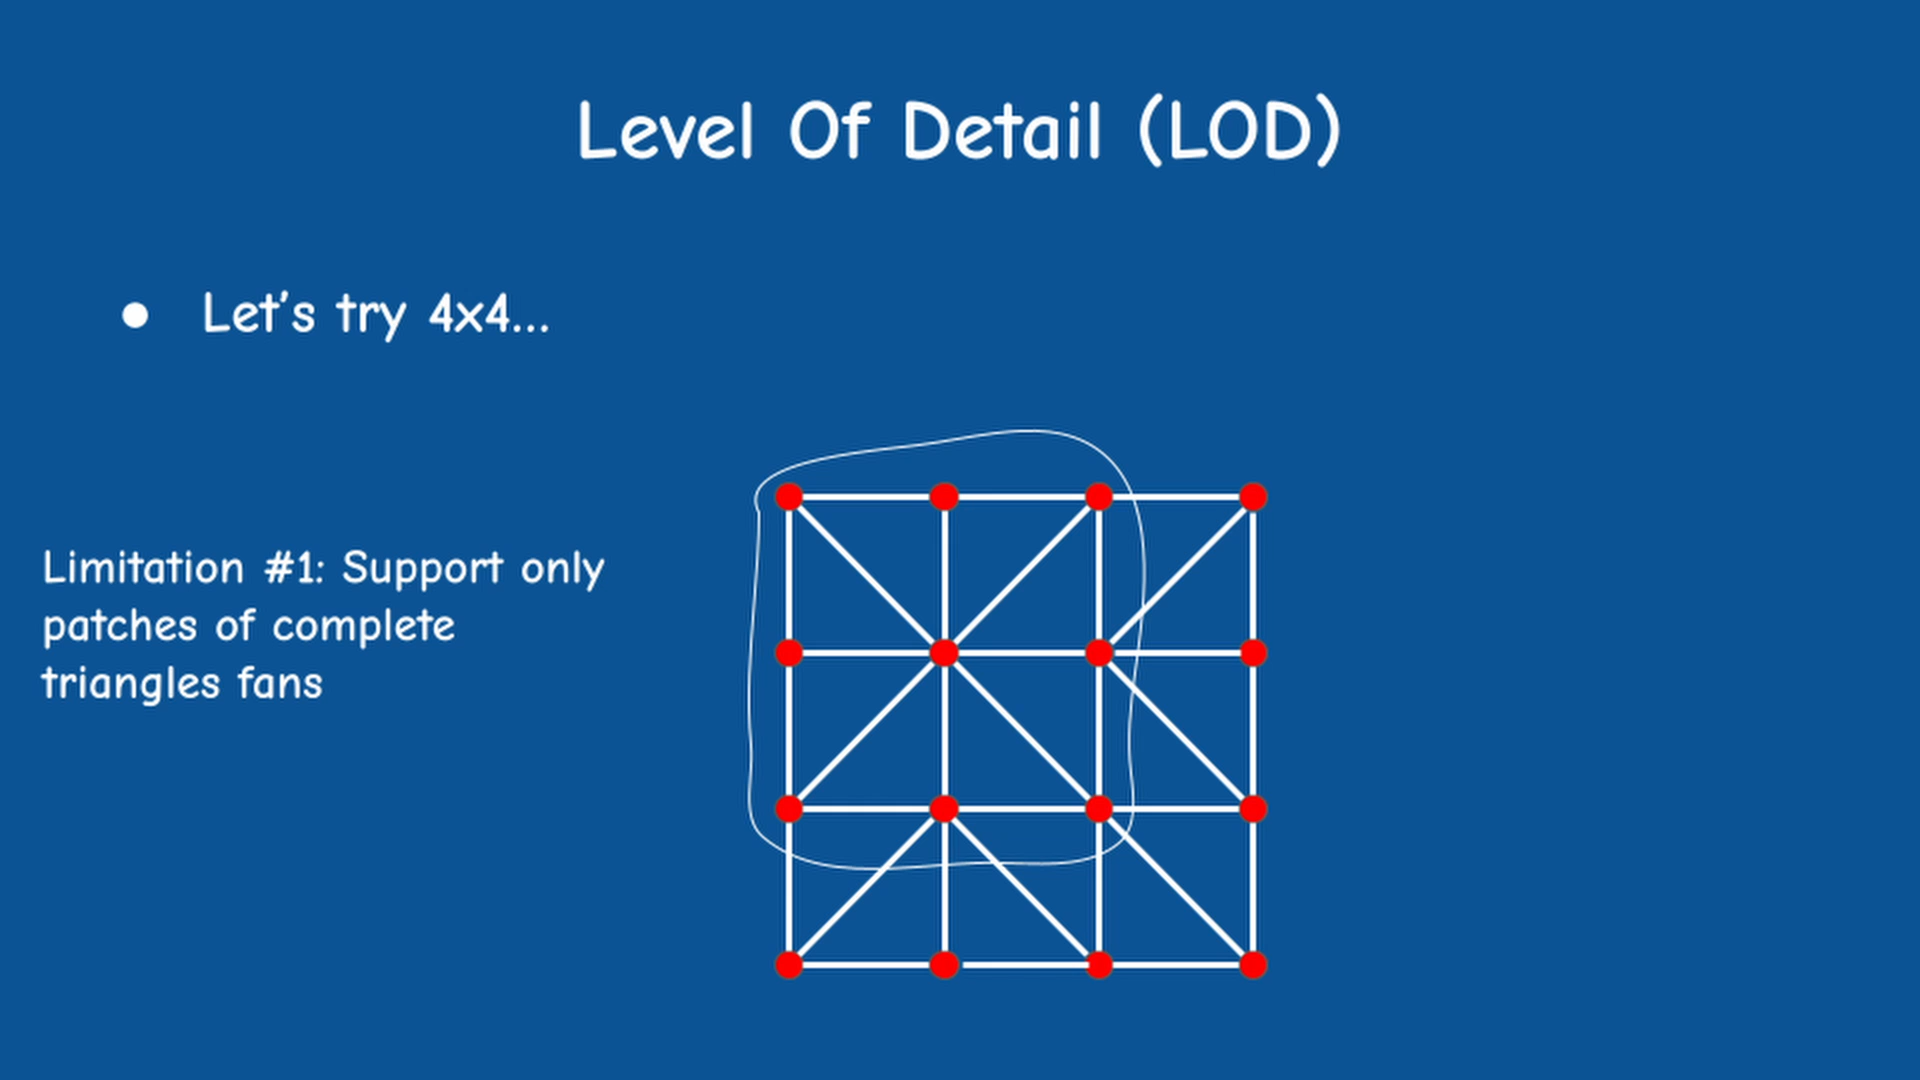 Level Of Detail (LOD)
● Let's try 4x4...
Limitation #1: Support only
patches of complete
triangles fans